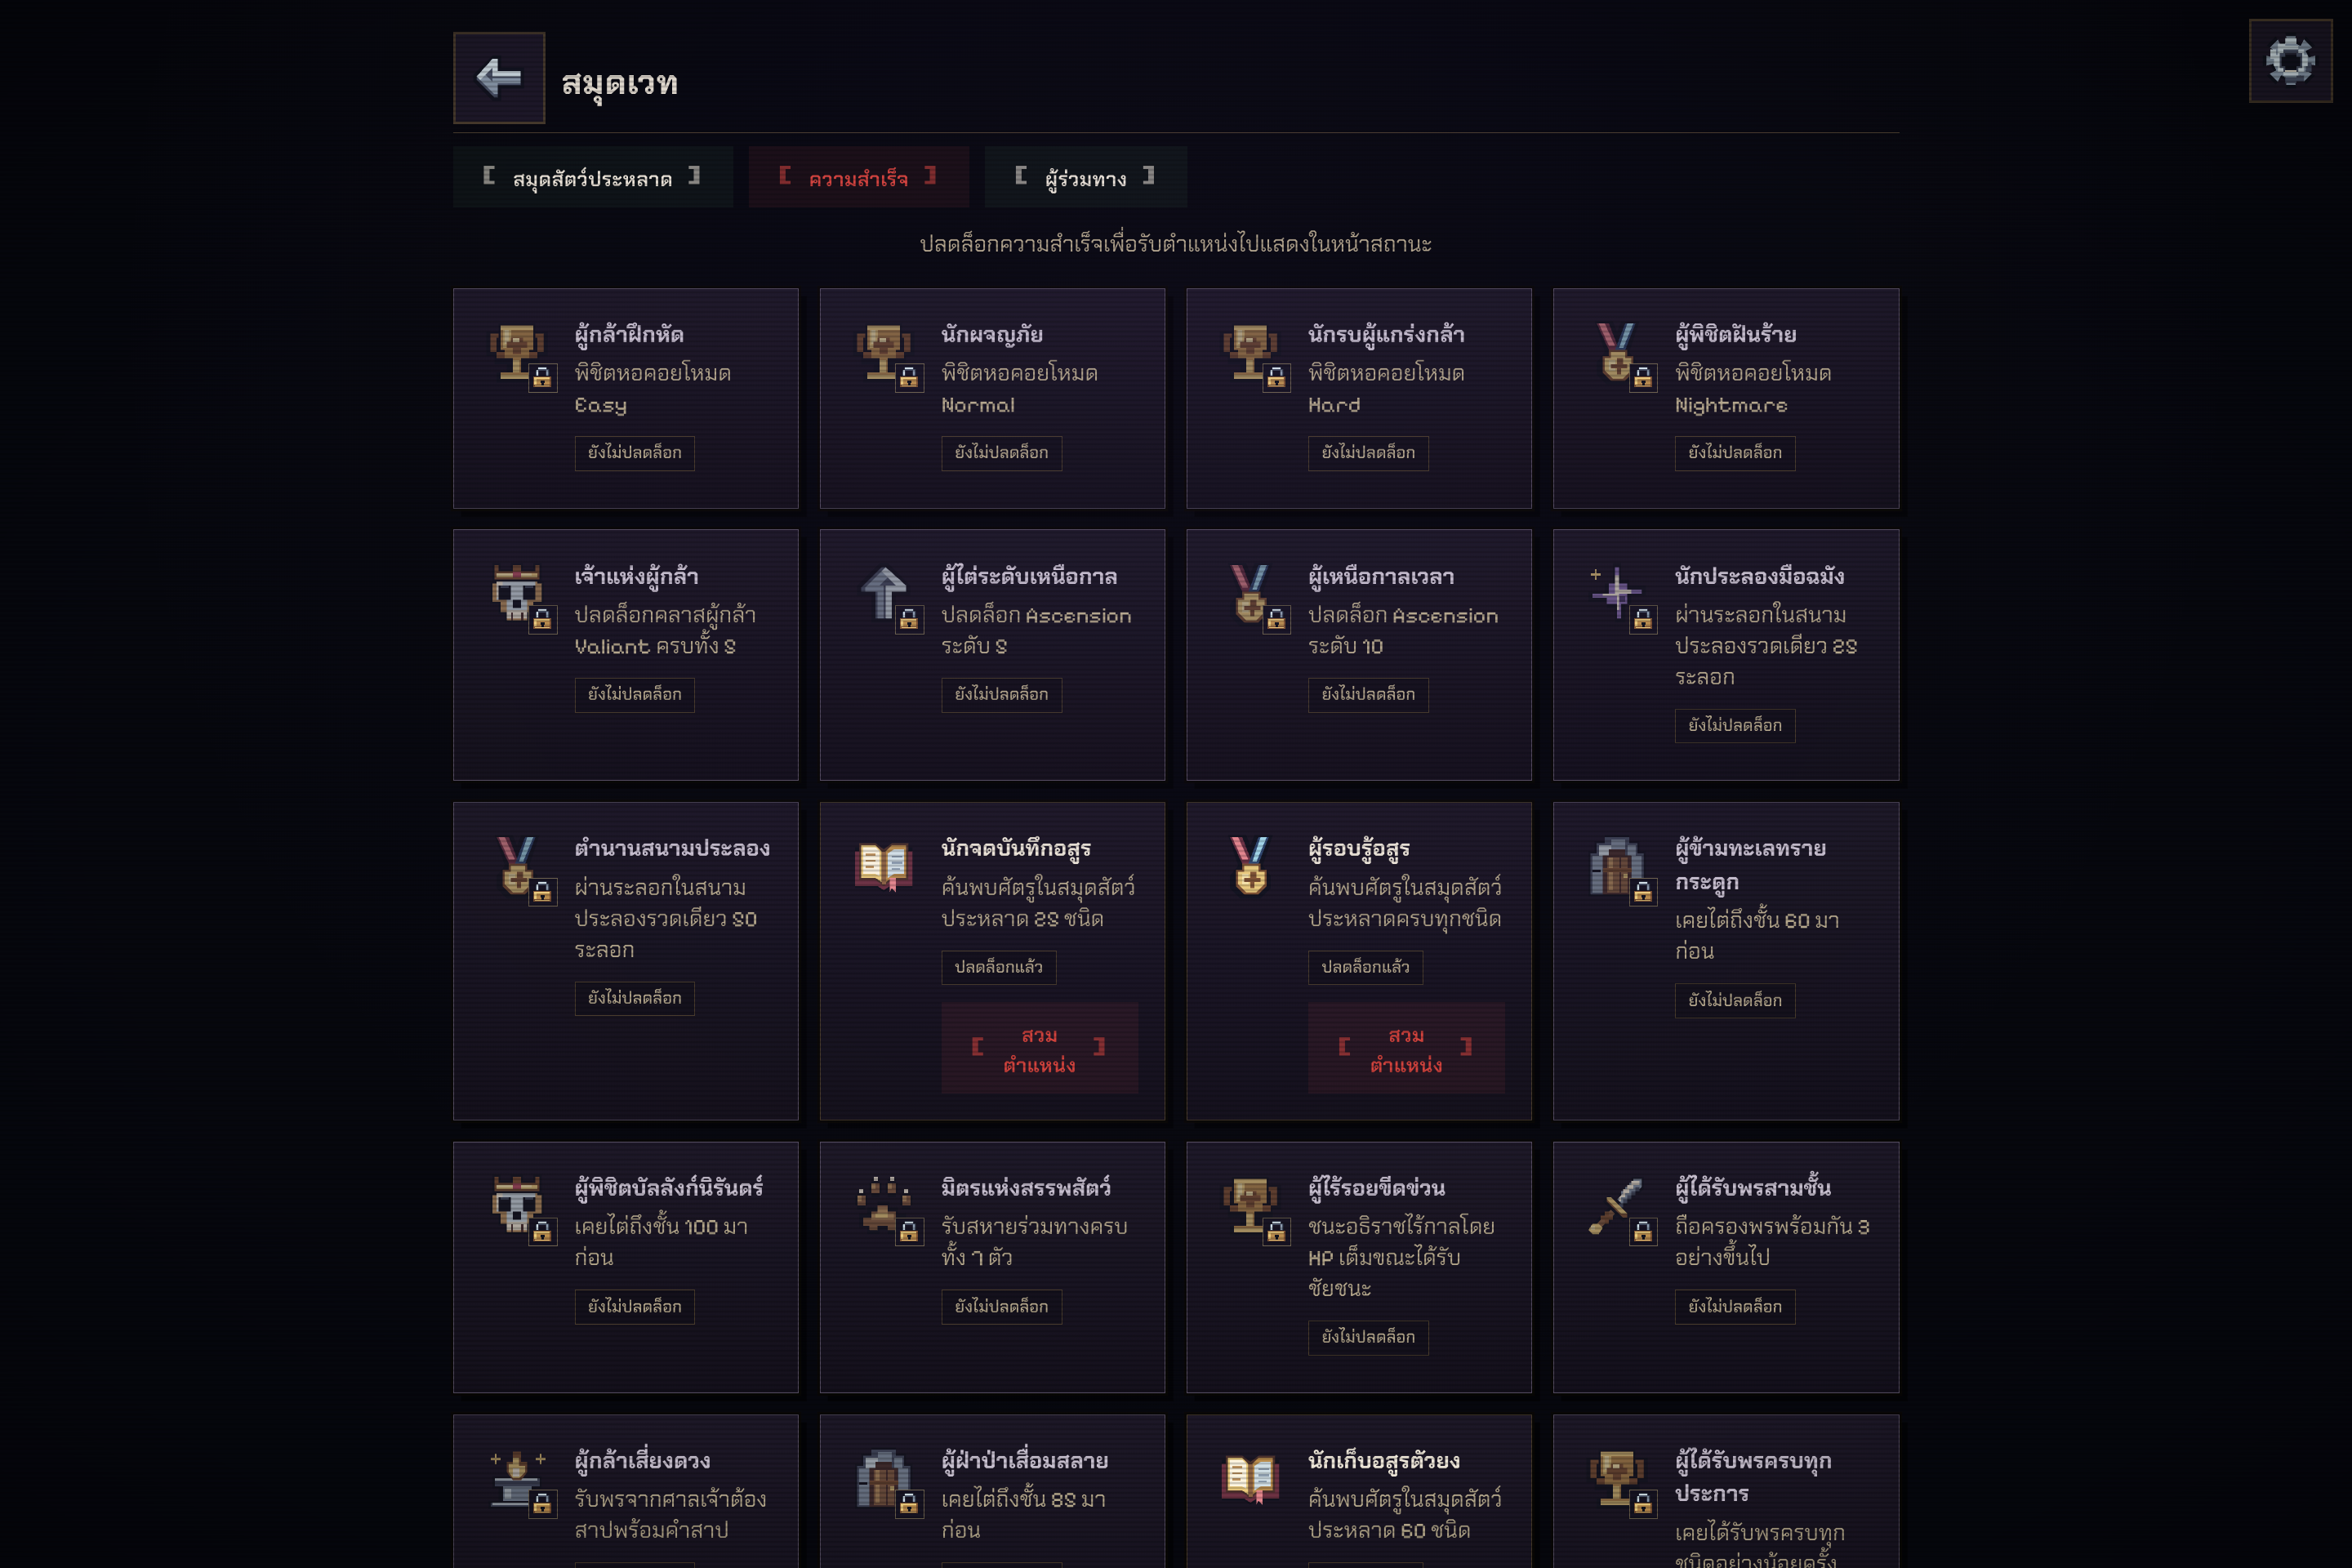 สมุดเวท
สมุดสัตว์ประหลาด
ความสำเร็จ
ผู้ร่วมทาง
ปลดล็อกความสำเร็จเพื่อรับตำแหน่งไปแสดงในหน้าสถานะ
ผู้กล้าฝึกหัด
พิชิตหอคอยโหมด
Easy
ยังไม่ปลดล็อก
นักผจญภัย
พิชิตหอคอยโหมด
Normal
ยังไม่ปลดล็อก
นักรบผู้แกร่งกล้า
พิชิตหอคอยโหมด
Hard
ยังไม่ปลดล็อก
ผู้พิชิตฝันร้าย
พิชิตหอคอยโหมด
Nightmare
ยังไม่ปลดล็อก
เจ้าแห่งผู้กล้า
ปลดล็อกคลาสผู้กล้า
Valiant ครบทั้ง 5
ยังไม่ปลดล็อก
ผู้ไต่ระดับเหนือกาล
ปลดล็อก Ascension
ระดับ 5
ยังไม่ปลดล็อก
ผู้เหนือกาลเวลา
ปลดล็อก Ascension
ระดับ 10
ยังไม่ปลดล็อก
นักประลองมือฉมัง
ผ่านระลอกในสนาม
ประลองรวดเดียว 25
ระลอก
ยังไม่ปลดล็อก
ตำนานสนามประลอง
ผ่านระลอกในสนาม
ประลองรวดเดียว 50
ระลอก
ยังไม่ปลดล็อก
นักจดบันทึกอสูร
ค้นพบศัตรูในสมุดสัตว์
ประหลาด 25 ชนิด
ปลดล็อกแล้ว
สวม
ตำแหน่ง
ผู้รอบรู้อสูร
ค้นพบศัตรูในสมุดสัตว์
ประหลาดครบทุกชนิด
ปลดล็อกแล้ว
สวม
ตำแหน่ง
ผู้ข้ามทะเลทราย
กระดูก
เคยไต่ถึงชั้น 60 มา
ก่อน
ยังไม่ปลดล็อก
ผู้พิชิตบัลลังก์นิรันดร์
เคยไต่ถึงชั้น 100 มา
ก่อน
ยังไม่ปลดล็อก
มิตรแห่งสรรพสัตว์
รับสหายร่วมทางครบ
ทั้ง 7 ตัว
ยังไม่ปลดล็อก
ผู้ไร้รอยขีดข่วน
ชนะอธิราชไร้กาลโดย
HP เต็มขณะได้รับ
ชัยชนะ
ยังไม่ปลดล็อก
ผู้ได้รับพรสามชั้น
ถือครองพรพร้อมกัน 3
อย่างขึ้นไป
ยังไม่ปลดล็อก
ผู้กล้าเสี่ยงดวง
รับพรจากศาลเจ้าต้อง
สาปพร้อมคำสาป
ผู้ฝ่าป่าเสื่อมสลาย
เคยไต่ถึงชั้น 85 มา
ก่อน
นักเก็บอสูรตัวยง
ค้นพบศัตรูในสมุดสัตว์
ประหลาด 60 ชนิด
ผู้ได้รับพรครบทุก
ประการ
เคยได้รับพรครบทุก
ชนิดอย่างน้อยครั้ง